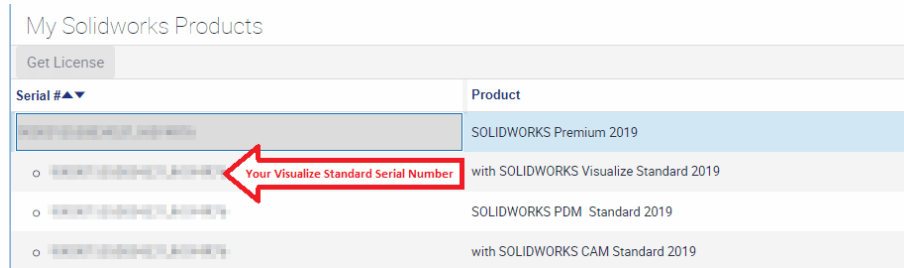 My Solidworks Products
Get License
Serial #▲▼ Product
SOLIDWORKS Premium 2019
Your Visualize Standard Serial Number with SOLIDWORKS Visualize Standard 2019
SOLIDWORKS PDM Standard 2019
with SOLIDWORKS CAM Standard 2019